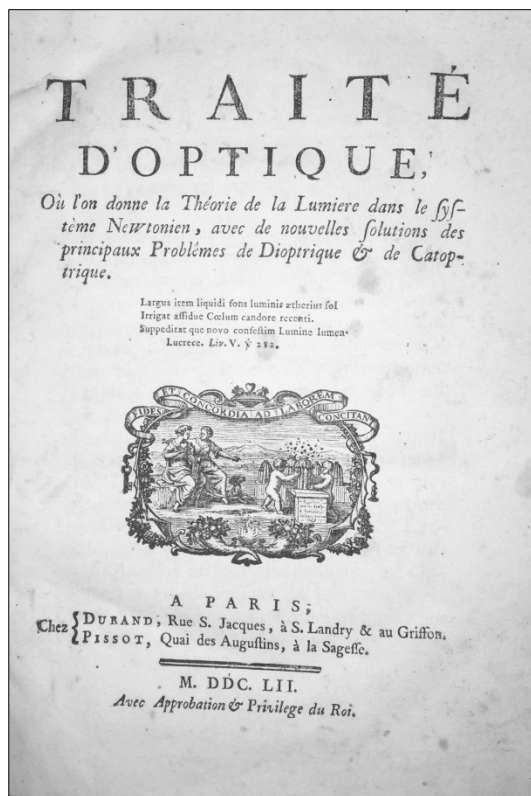 TRAITÉ
D'OPTIQUE,
Où l'on donne la Théorie de la Lumiere dans le ſyſ-
tème Newtonien, avec de nouvelles ſolutions des
principaux Problêmes de Dioptrique & de Catop-
trique.
Largus item liquidi fons luminis ætherius ſol
Irrigat aſſidue Cœlum candore recenti.
Suppeditat que novo confeſtim Lumine lumen.
Lucrece. Liv. V. ℣ 282.
FIDES ET CONCORDIA AD LABOREM CONCITANT
A PARIS,
Chez { DURAND, Rue S. Jacques, à S. Landry & au Griffon.
PISSOT, Quai des Auguſtins, à la Sageſſe.
M. DDC. LII.
Avec Approbation & Privilege du Roi.